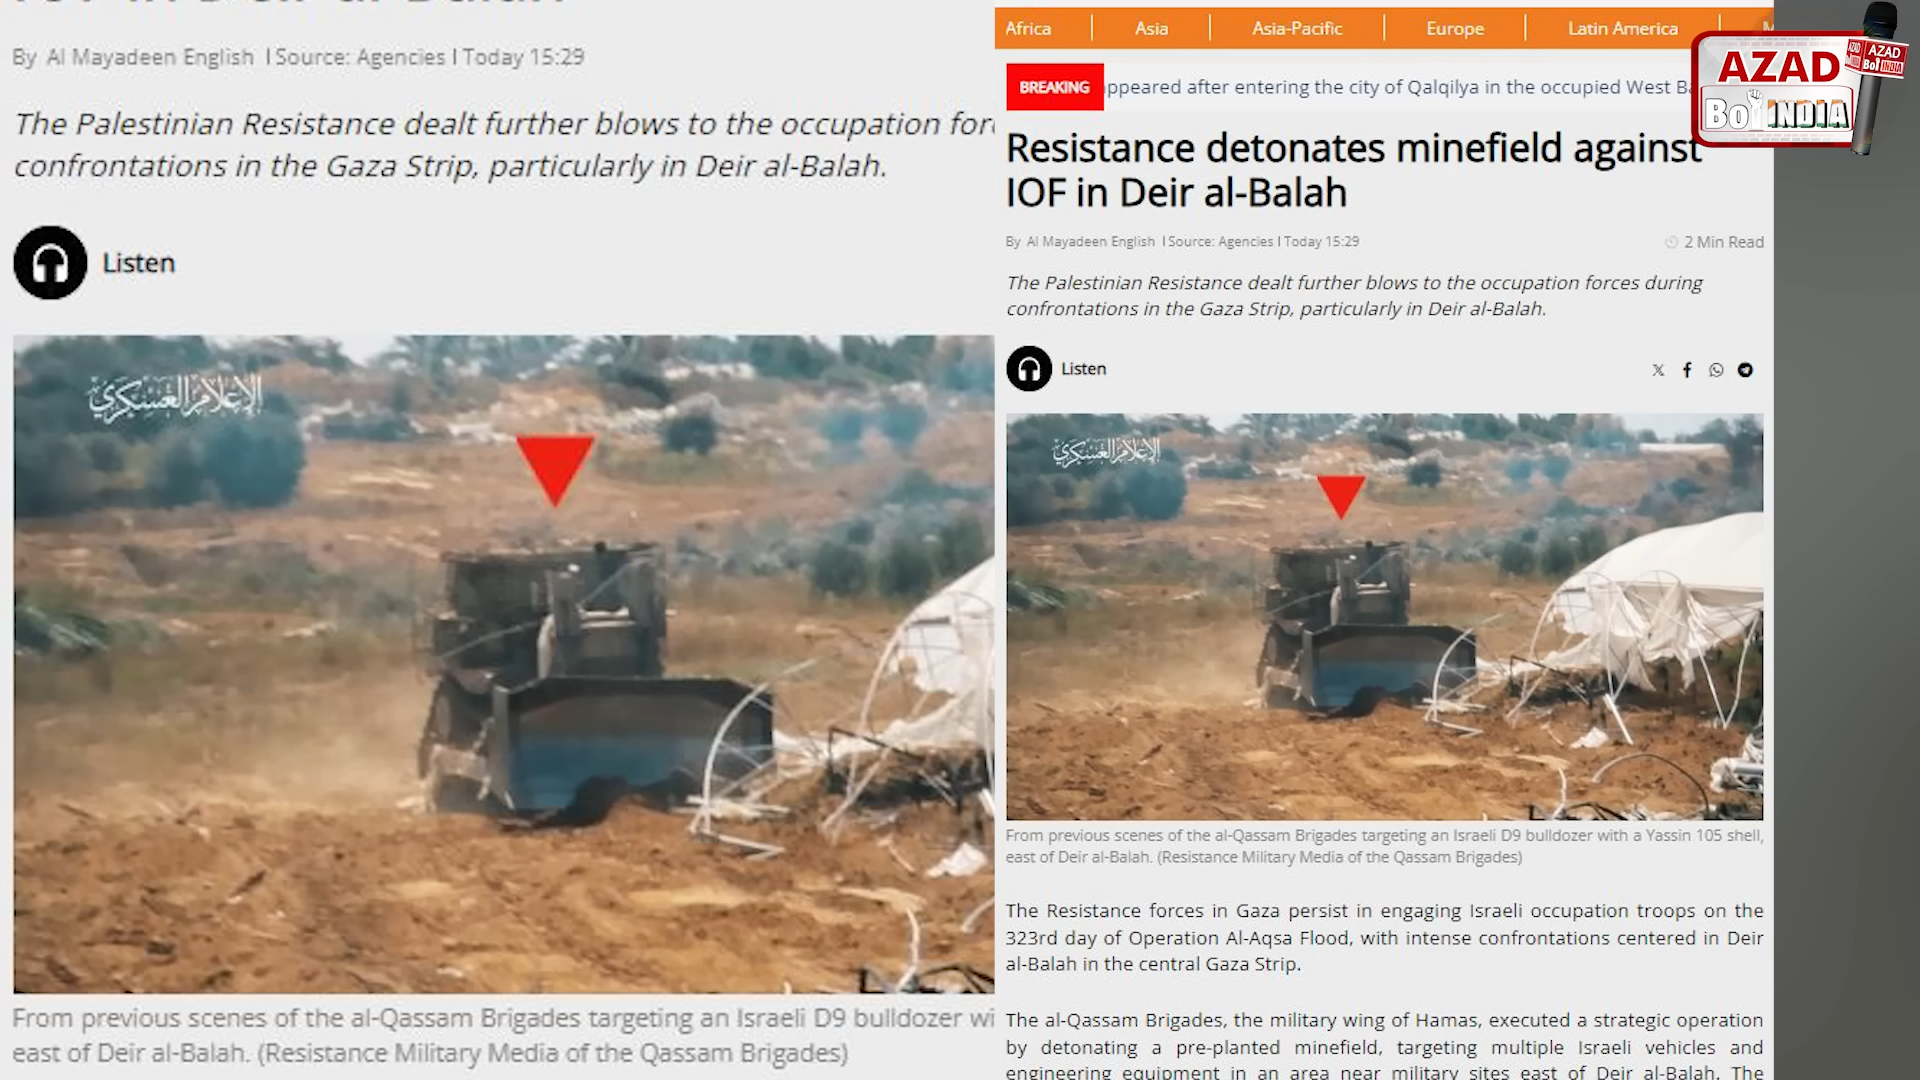 By Al Mayadeen English | Source: Agencies | Today 15:29
The Palestinian Resistance dealt further blows to the occupation
confrontations in the Gaza Strip, particularly in Deir al-Balah.
Listen
الإعلام العسكري
From previous scenes of the al-Qassam Brigades targeting an Israeli D9 bulldozer
east of Deir al-Balah. (Resistance Military Media of the Qassam Brigades)
Africa
Asia
Asia-Pacific
Europe
Latin America
BREAKING
ppeared after entering the city of Qalqilya in the occupied West
Resistance detonates minefield against
IOF in Deir al-Balah
By Al Mayadeen English | Source: Agencies | Today 15:29
2 Min Read
The Palestinian Resistance dealt further blows to the occupation forces during
confrontations in the Gaza Strip, particularly in Deir al-Balah.
Listen
الإعلام العسكري
From previous scenes of the al-Qassam Brigades targeting an Israeli D9 bulldozer with a Yassin 105 shell,
east of Deir al-Balah. (Resistance Military Media of the Qassam Brigades)
The Resistance forces in Gaza persist in engaging Israeli occupation troops on the
323rd day of Operation Al-Aqsa Flood, with intense confrontations centered in Deir
al-Balah in the central Gaza Strip.
The al-Qassam Brigades, the military wing of Hamas, executed a strategic operation
by detonating a pre-planted minefield, targeting multiple Israeli vehicles and
engineering equipment in an area near military sites east of Deir al-Balah. The
AZAD
Bol INDIA
AZAD
Bol INDIA